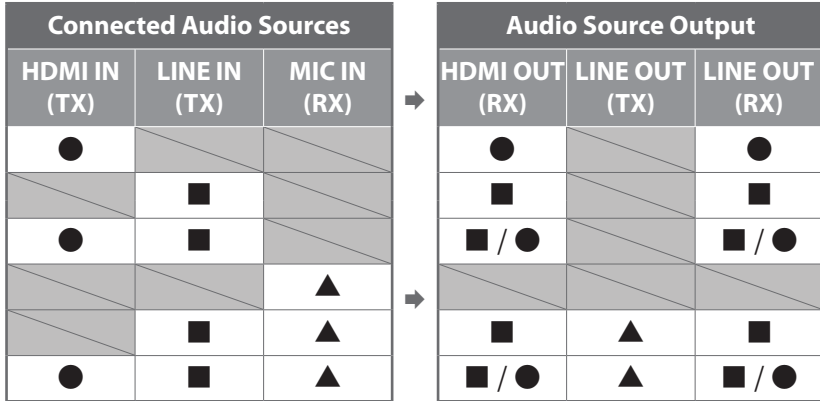 Connected Audio Sources
Audio Source Output
HDMI IN (TX)
LINE IN (TX)
MIC IN (RX)
HDMI OUT (RX)
LINE OUT (TX)
LINE OUT (RX)
● ●  ●
■ ■  ■
● ■ ■ / ●  ■ / ●
▲
■ ▲ ■ ▲ ■
● ■ ▲ ■ / ● ▲ ■ / ●